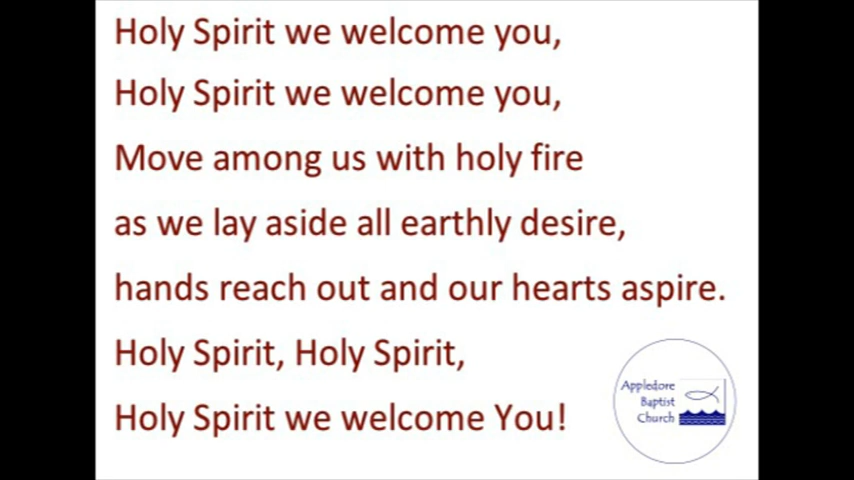 Holy Spirit we welcome you,
Holy Spirit we welcome you,
Move among us with holy fire
as we lay aside all earthly desire,
hands reach out and our hearts aspire.
Holy Spirit, Holy Spirit,
Holy Spirit we welcome You!
Appledore
Baptist
Church